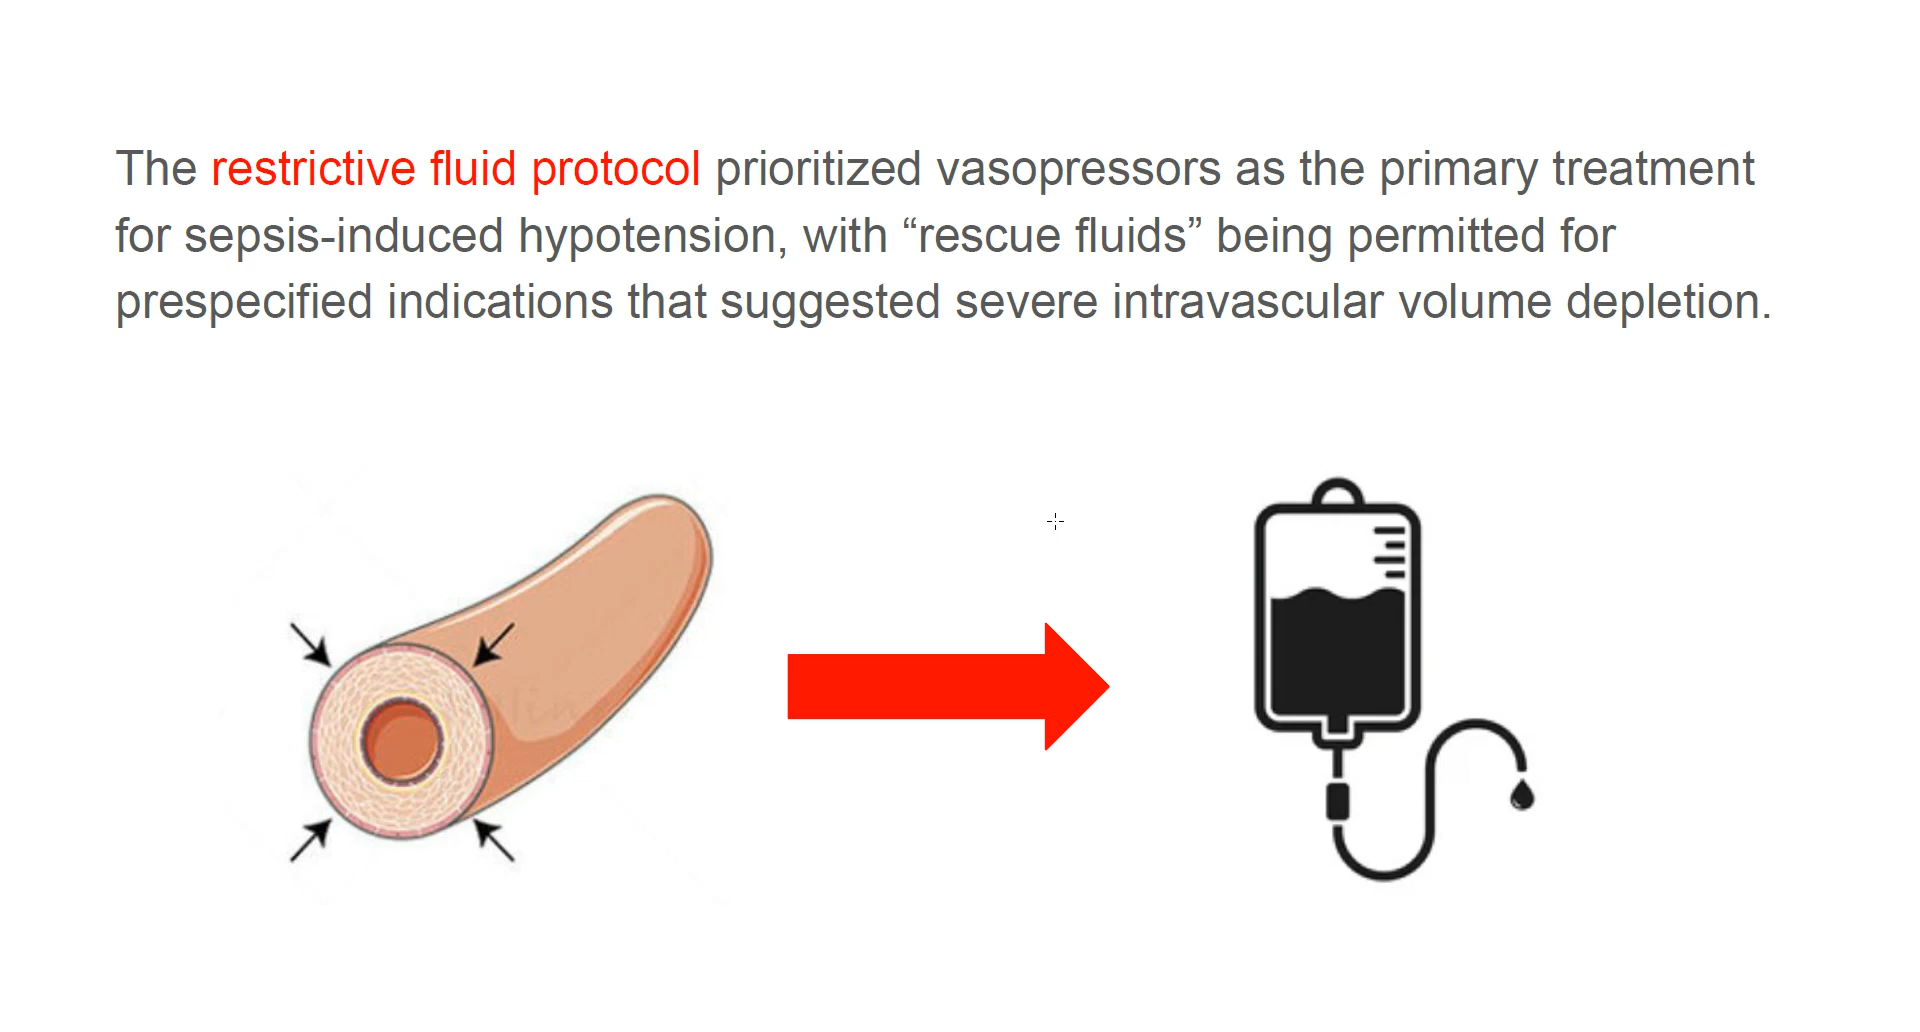 The restrictive fluid protocol prioritized vasopressors as the primary treatment
for sepsis-induced hypotension, with “rescue fluids” being permitted for
prespecified indications that suggested severe intravascular volume depletion.